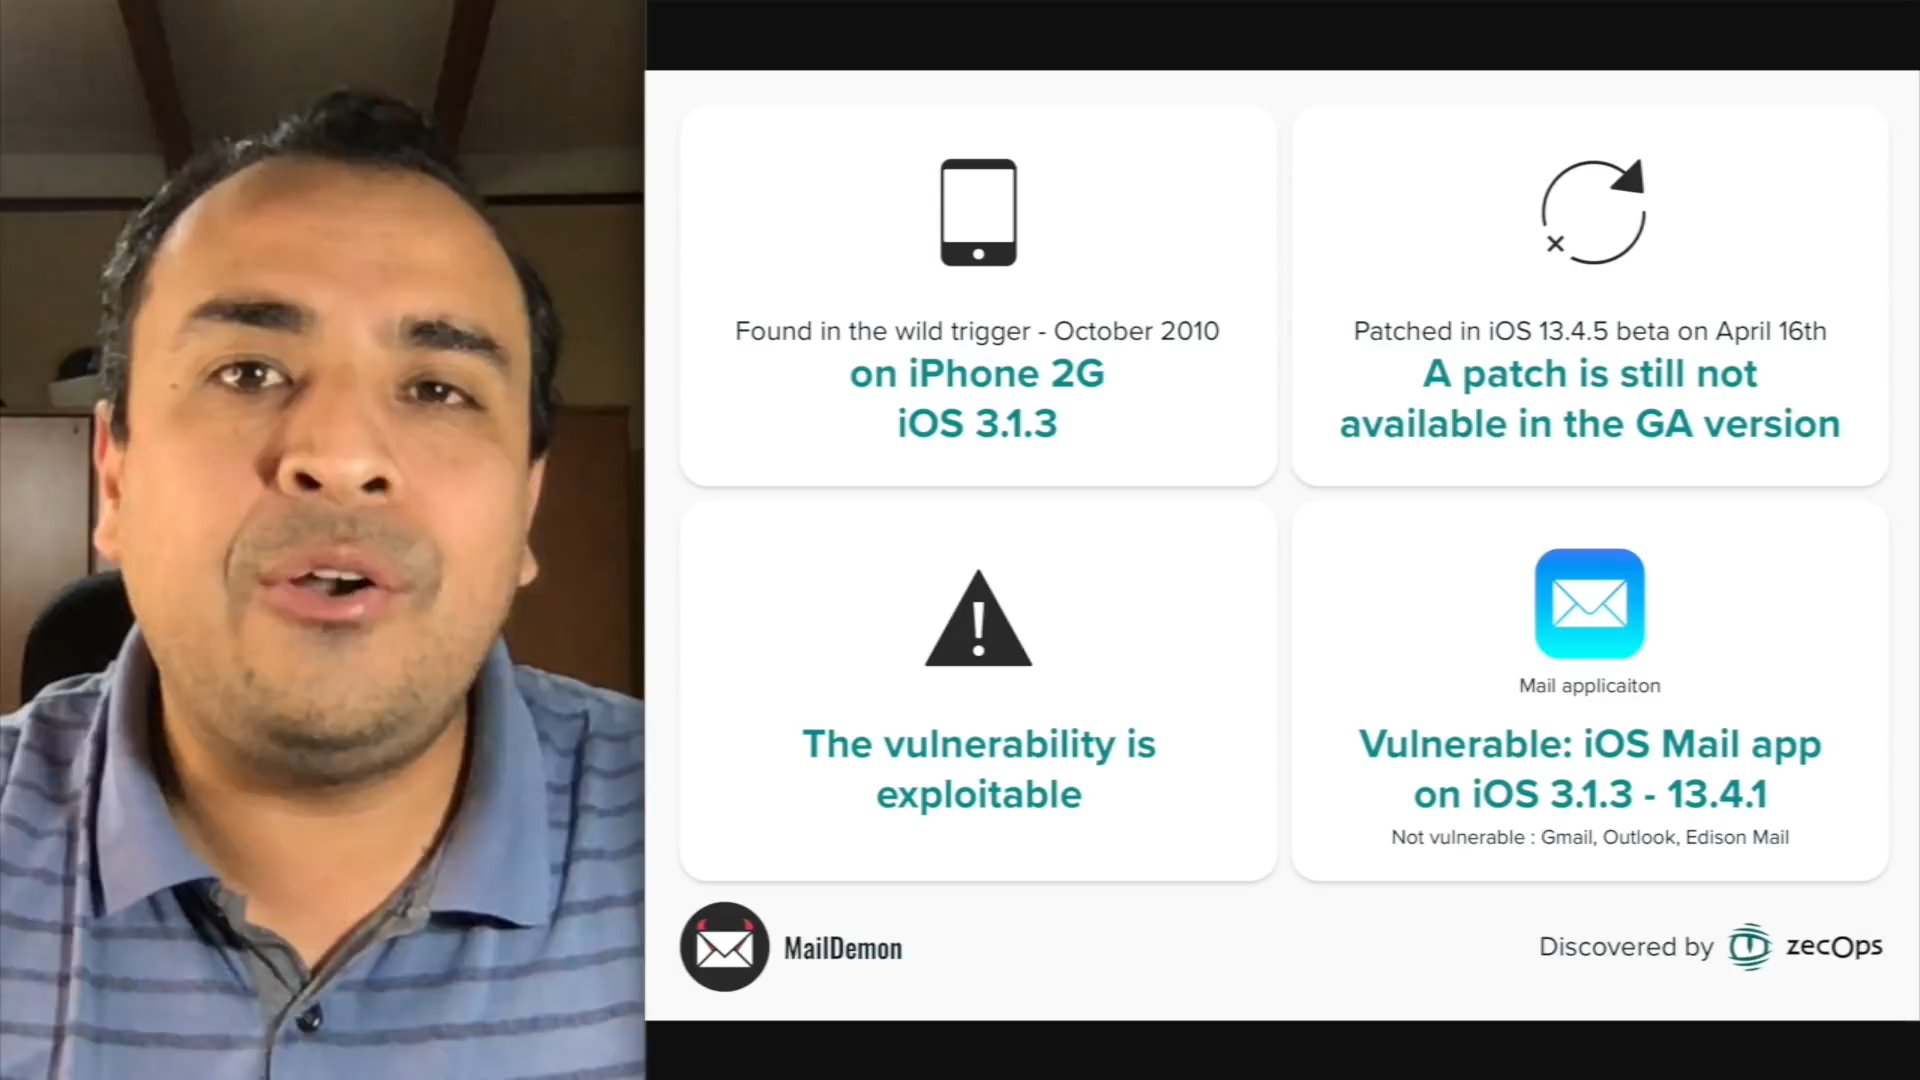 Found in the wild trigger - October 2010
on iPhone 2G
iOS 3.1.3
Patched in iOS 13.4.5 beta on April 16th
A patch is still not
available in the GA version
The vulnerability is
exploitable
Mail applicaiton
Vulnerable: iOS Mail app
on iOS 3.1.3 - 13.4.1
Not vulnerable : Gmail, Outlook, Edison Mail
MailDemon
Discovered by zecOps